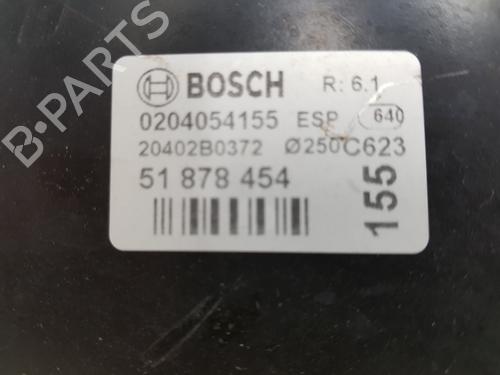 BOSCH R: 6.1
0204054155 ESP 640
20402B0372 Ø250C623
51 878 454
155
B-PARTS